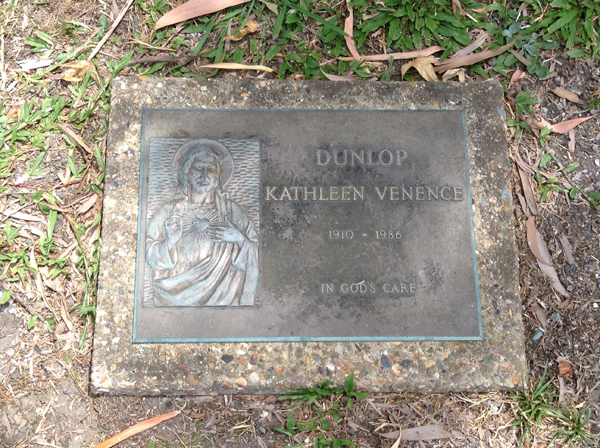 DUNLOP
KATHLEEN VENENCE
1910 - 1986
IN GOD'S CARE